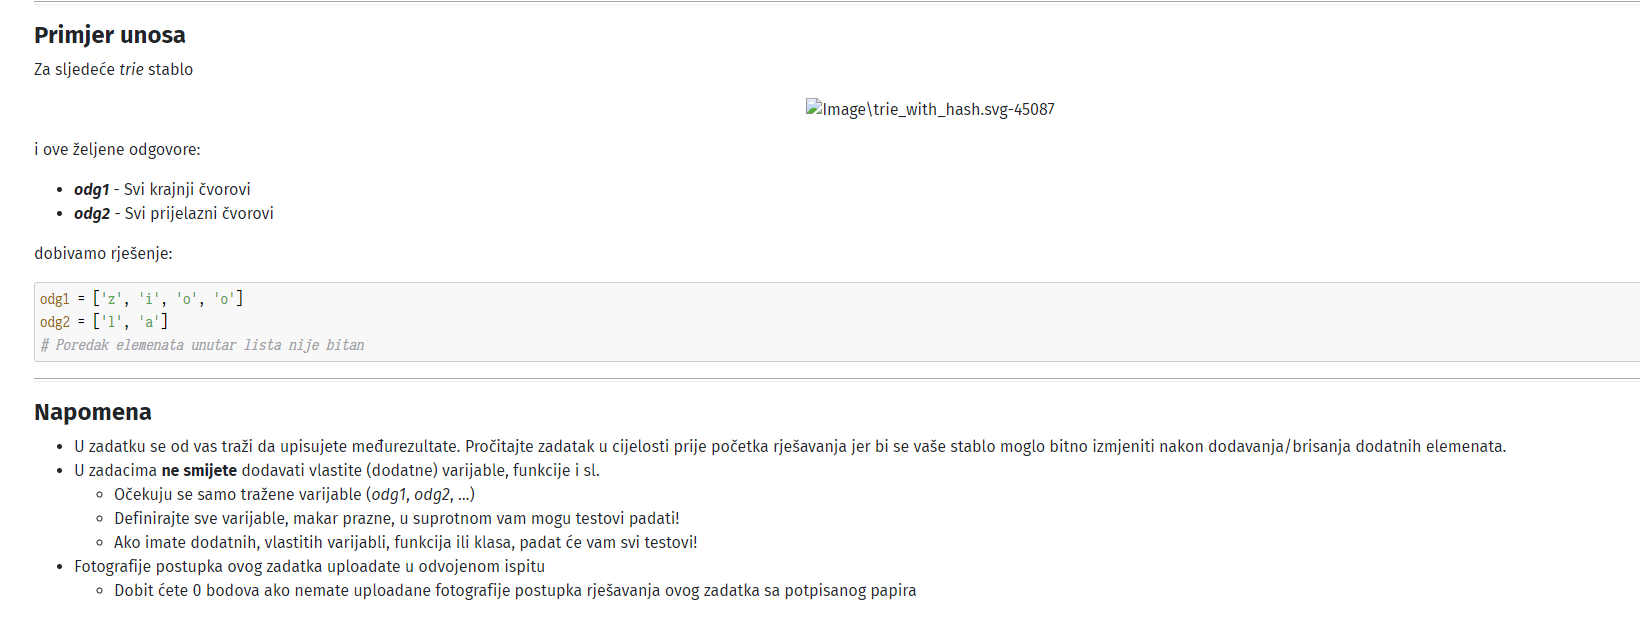 Primjer unosa
Za sljedeće trie stablo
Image\trie_with_hash.svg-45087
i ove željene odgovore:
odg1 - Svi krajnji čvorovi
odg2 - Svi prijelazni čvorovi
dobivamo rješenje:
odg1 = ['z', 'i', 'o', 'o']
odg2 = ['l', 'a']
# Poredak elemenata unutar lista nije bitan
Napomena
U zadatku se od vas traži da upisujete međurezultate. Pročitajte zadatak u cijelosti prije početka rješavanja jer bi se vaše stablo moglo bitno izmjeniti nakon dodavanja/brisanja dodatnih elemenata.
U zadacima ne smijete dodavati vlastite (dodatne) varijable, funkcije i sl.
Očekuju se samo tražene varijable (odg1, odg2, ...)
Definirajte sve varijable, makar prazne, u suprotnom vam mogu testovi padati!
Ako imate dodatnih, vlastitih varijabli, funkcija ili klasa, padat će vam svi testovi!
Fotografije postupka ovog zadatka uploadate u odvojenom ispitu
Dobit ćete 0 bodova ako nemate uploadane fotografije postupka rješavanja ovog zadatka sa potpisanog papira